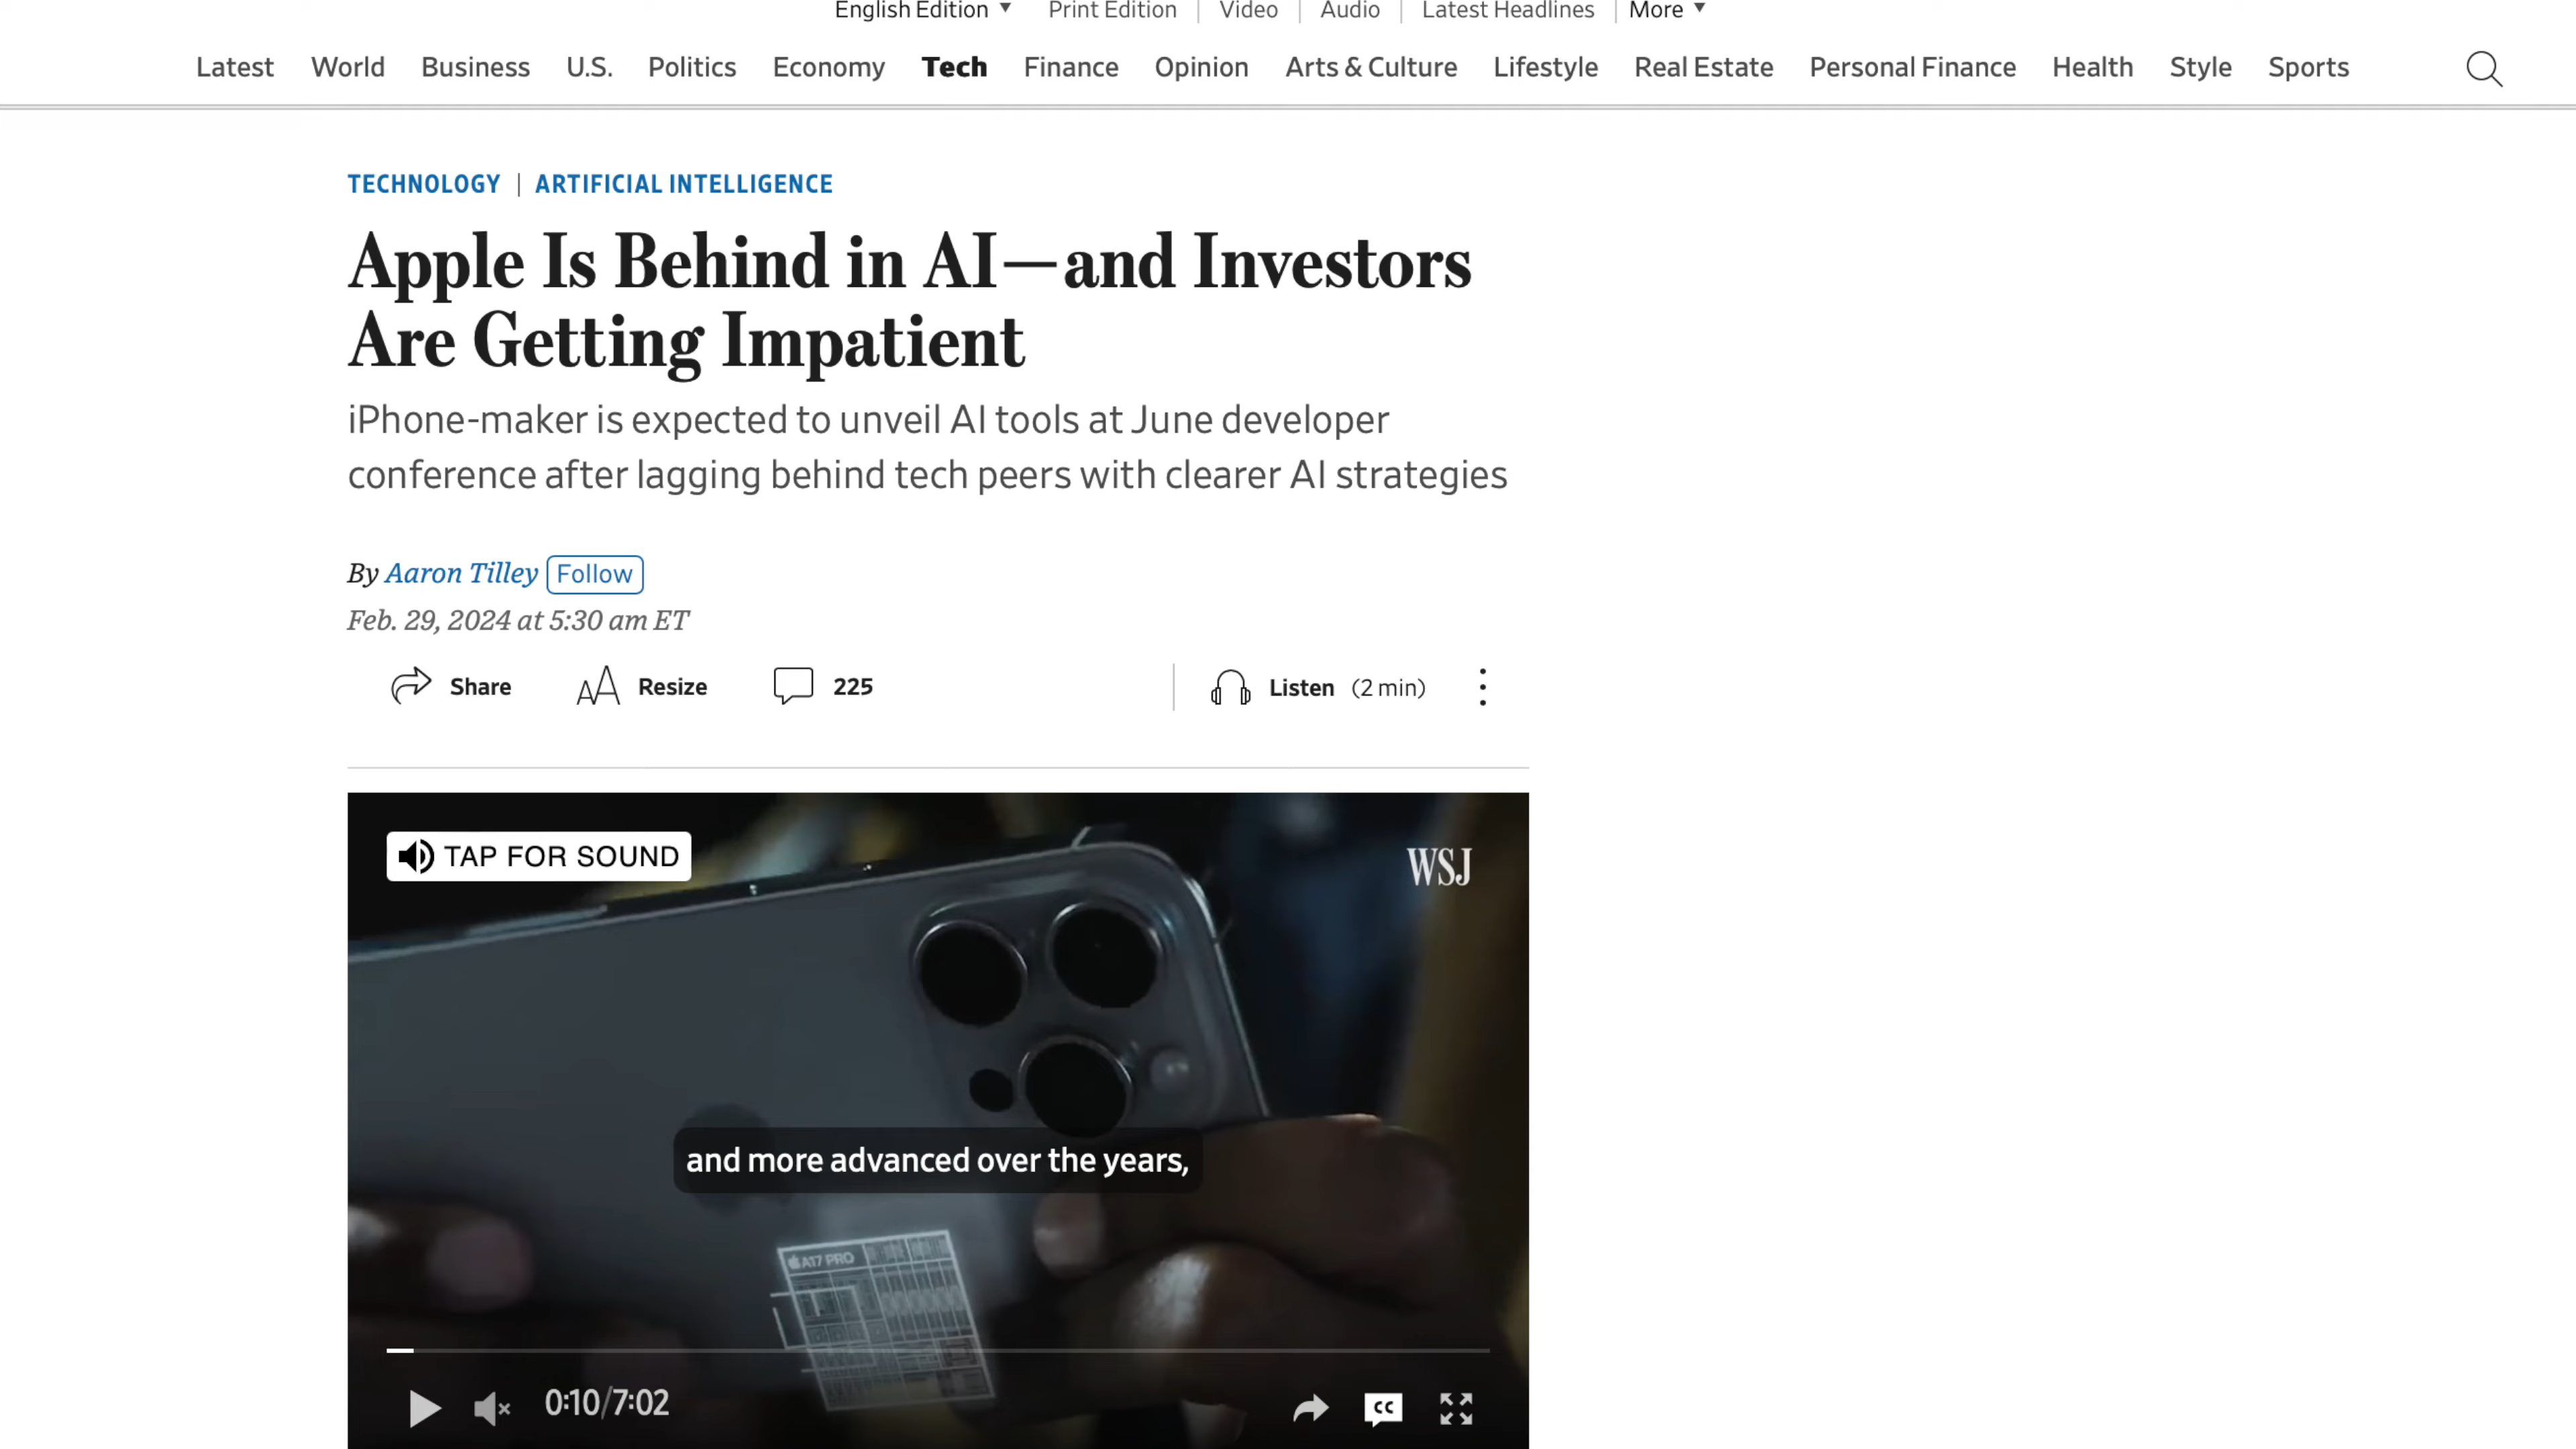 English Edition ▼ Print Edition | Video | Audio | Latest Headlines | More ▼
Latest World Business U.S. Politics Economy Tech Finance Opinion Arts & Culture Lifestyle Real Estate Personal Finance Health Style Sports
TECHNOLOGY | ARTIFICIAL INTELLIGENCE
Apple Is Behind in AI—and Investors
Are Getting Impatient
iPhone-maker is expected to unveil AI tools at June developer
conference after lagging behind tech peers with clearer AI strategies
By Aaron Tilley Follow
Feb. 29, 2024 at 5:30 am ET
Share Resize 225 Listen (2 min)
TAP FOR SOUND
WSJ
and more advanced over the years,
A17 PRO
0:10/7:02 CC